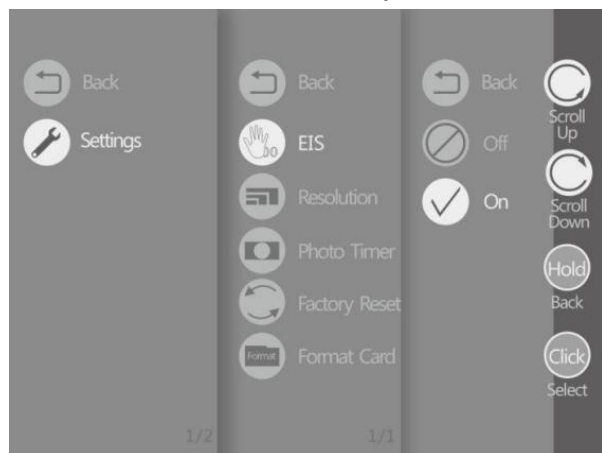 Back
Settings
1/2
Back
EIS
Resolution
Photo Timer
Factory Reset
Format
Format Card
1/1
Back
Off
On
Scroll
Up
Scroll
Down
Hold
Back
Click
Select